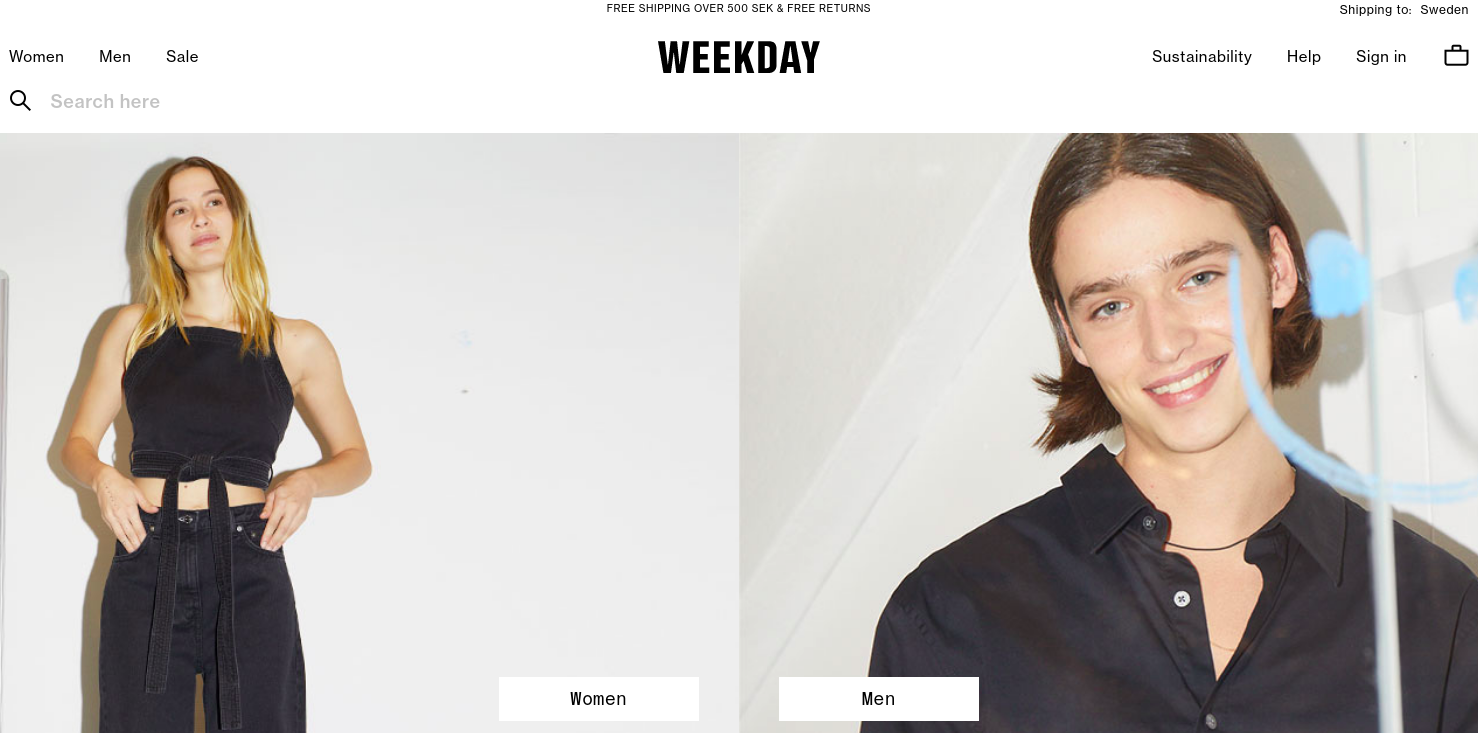 FREE SHIPPING OVER 500 SEK & FREE RETURNS
Shipping to: Sweden
Women Men Sale
WEEKDAY
Sustainability Help Sign in
Search here
Women
Men